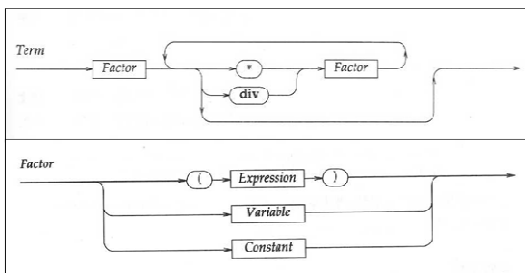 Term
Factor * Factor
div
Factor
( Expression )
Variable
Constant